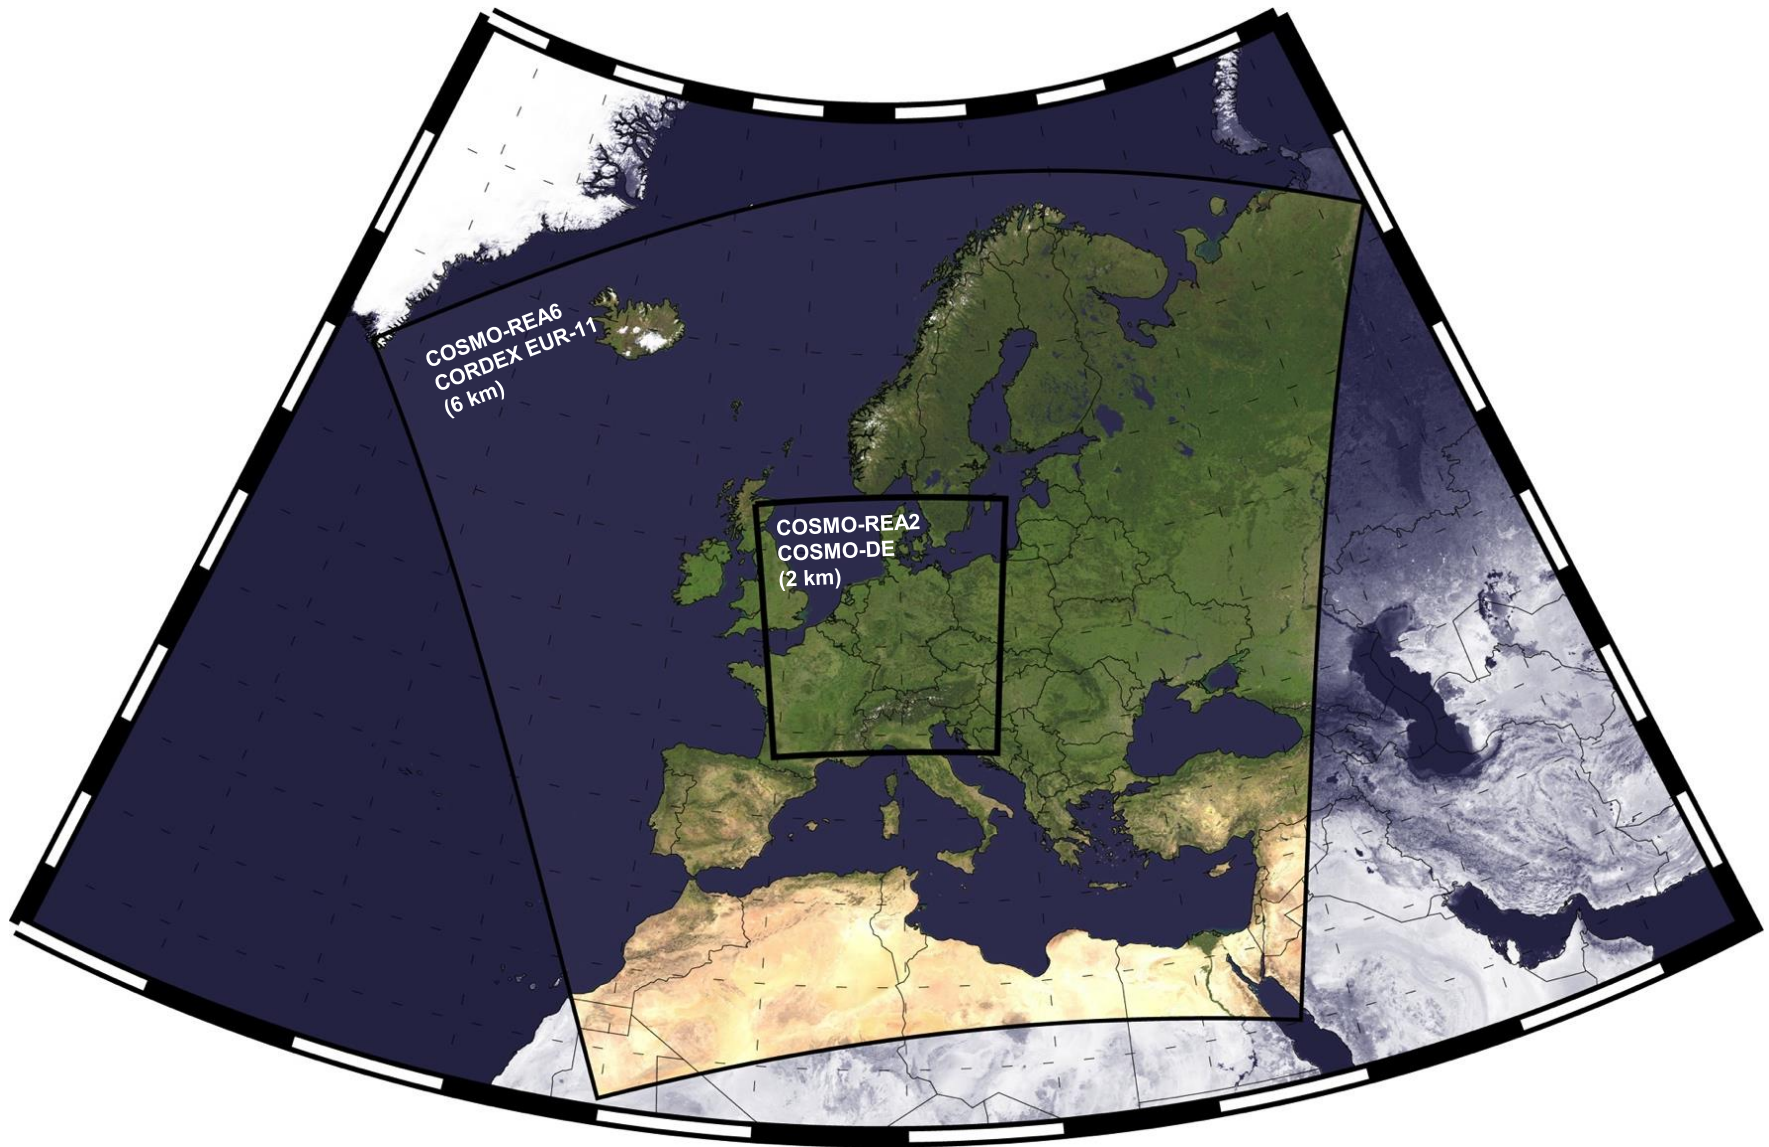 COSMO-REA6
CORDEX EUR-11
(6 km)
COSMO-REA2
COSMO-DE
(2 km)